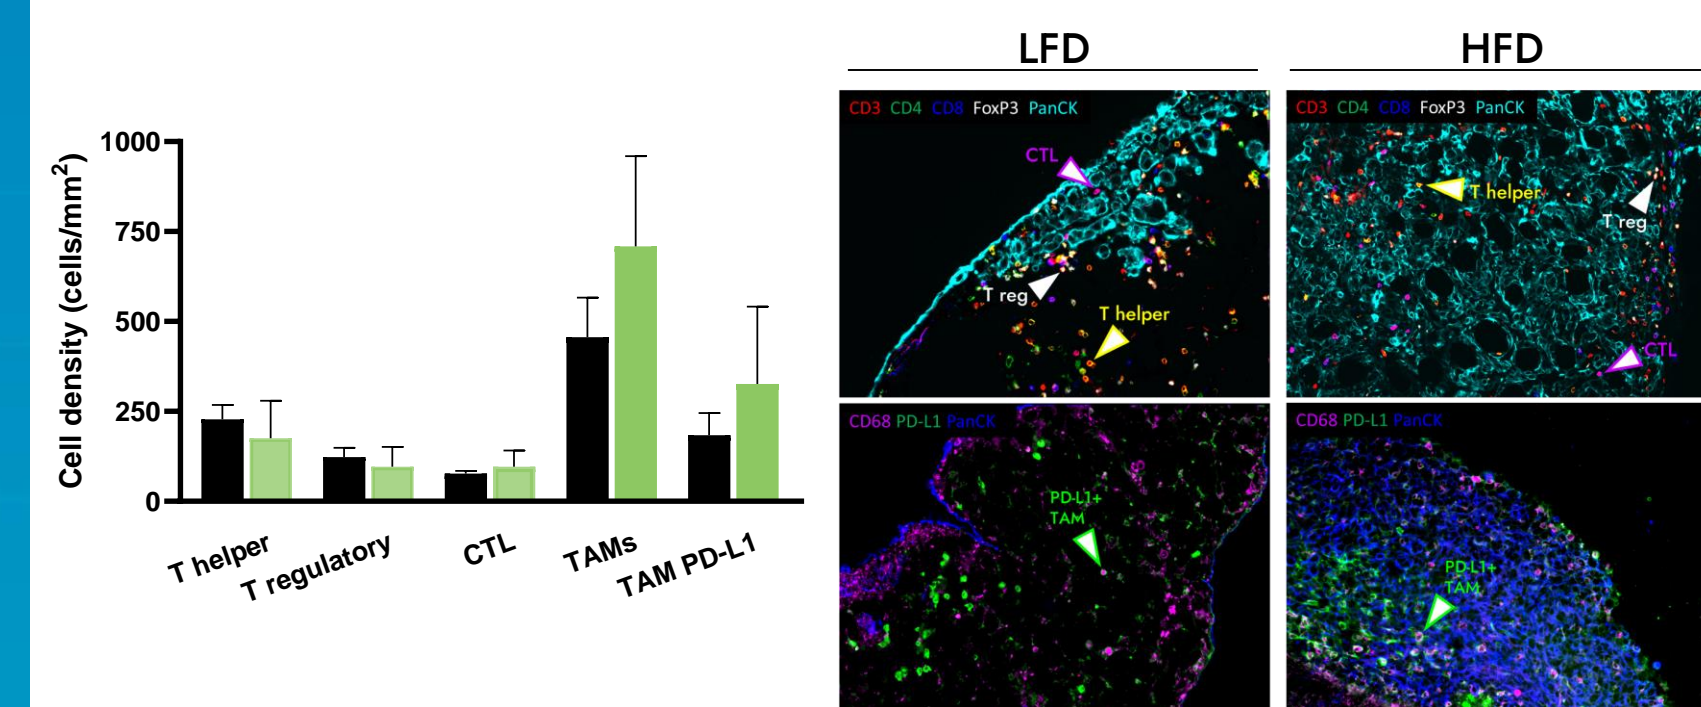 LFD
HFD
1000
750
500
250
0
Cell density (cells/mm2)
T helper
T regulatory
CTL
TAMs
TAM PD-L1
CD3 CD4 CD8 FoxP3 PanCK
CTL
T reg
T helper
CD3 CD4 CD8 FoxP3 PanCK
T helper
T reg
CTL
CD68 PD-L1 PanCK
PD-L1+
TAM
CD68 PD-L1 PanCK
PD-L1+
TAM